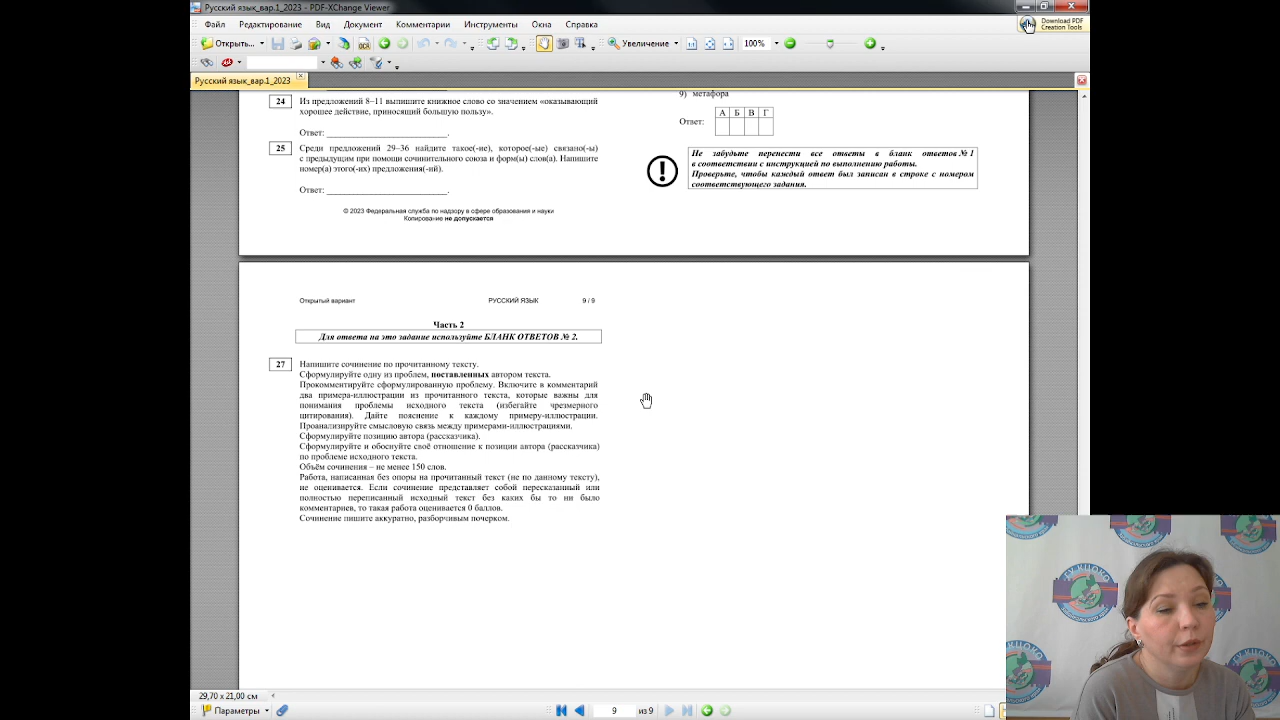 Русский язык_вар.1_2023 - PDF-XChange Viewer
Файл Редактирование Вид Документ Комментарии Инструменты Окна Справка
Download PDF
Creation Tools
Открыть...
OCR
Увеличение
100%
Русский язык_вар.1_2023
24 Из предложений 8–11 выпишите книжное слово со значением «оказывающий
хорошее действие, приносящий большую пользу».
Ответ: ___________________________.
25 Среди предложений 29–36 найдите такое(-ие), которое(-ые) связано(-ы)
с предыдущим при помощи сочинительного союза и форм(ы) слов(а). Напишите
номер(а) этого(-их) предложения(-ий).
Ответ: ___________________________.
© 2023 Федеральная служба по надзору в сфере образования и науки
Копирование не допускается
9) метафора
А Б В Г
Ответ:
Не забудьте перенести все ответы в бланк ответов № 1
в соответствии с инструкцией по выполнению работы.
Проверьте, чтобы каждый ответ был записан в строке с номером
соответствующего задания.
Открытый вариант РУССКИЙ ЯЗЫК 9 / 9
Часть 2
Для ответа на это задание используйте БЛАНК ОТВЕТОВ № 2.
27 Напишите сочинение по прочитанному тексту.
Сформулируйте одну из проблем, поставленных автором текста.
Прокомментируйте сформулированную проблему. Включите в комментарий
два примера-иллюстрации из прочитанного текста, которые важны для
понимания проблемы исходного текста (избегайте чрезмерного
цитирования). Дайте пояснение к каждому примеру-иллюстрации.
Проанализируйте смысловую связь между примерами-иллюстрациями.
Сформулируйте позицию автора (рассказчика).
Сформулируйте и обоснуйте своё отношение к позиции автора (рассказчика)
по проблеме исходного текста.
Объём сочинения – не менее 150 слов.
Работа, написанная без опоры на прочитанный текст (не по данному тексту),
не оценивается. Если сочинение представляет собой пересказанный или
полностью переписанный исходный текст без каких бы то ни было
комментариев, то такая работа оценивается 0 баллов.
Сочинение пишите аккуратно, разборчивым почерком.
29,70 x 21,00 см
Параметры
9 из 9